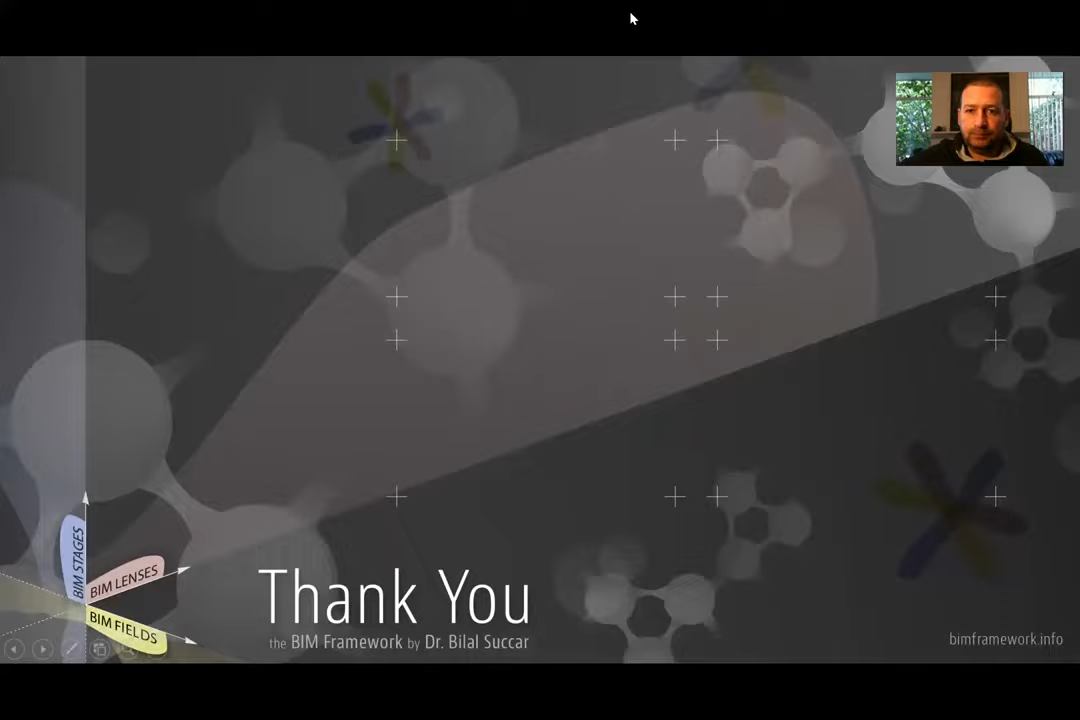 BIM STAGES
BIM LENSES
BIM FIELDS
Thank You
the BIM Framework by Dr. Bilal Succar
bimframework.info